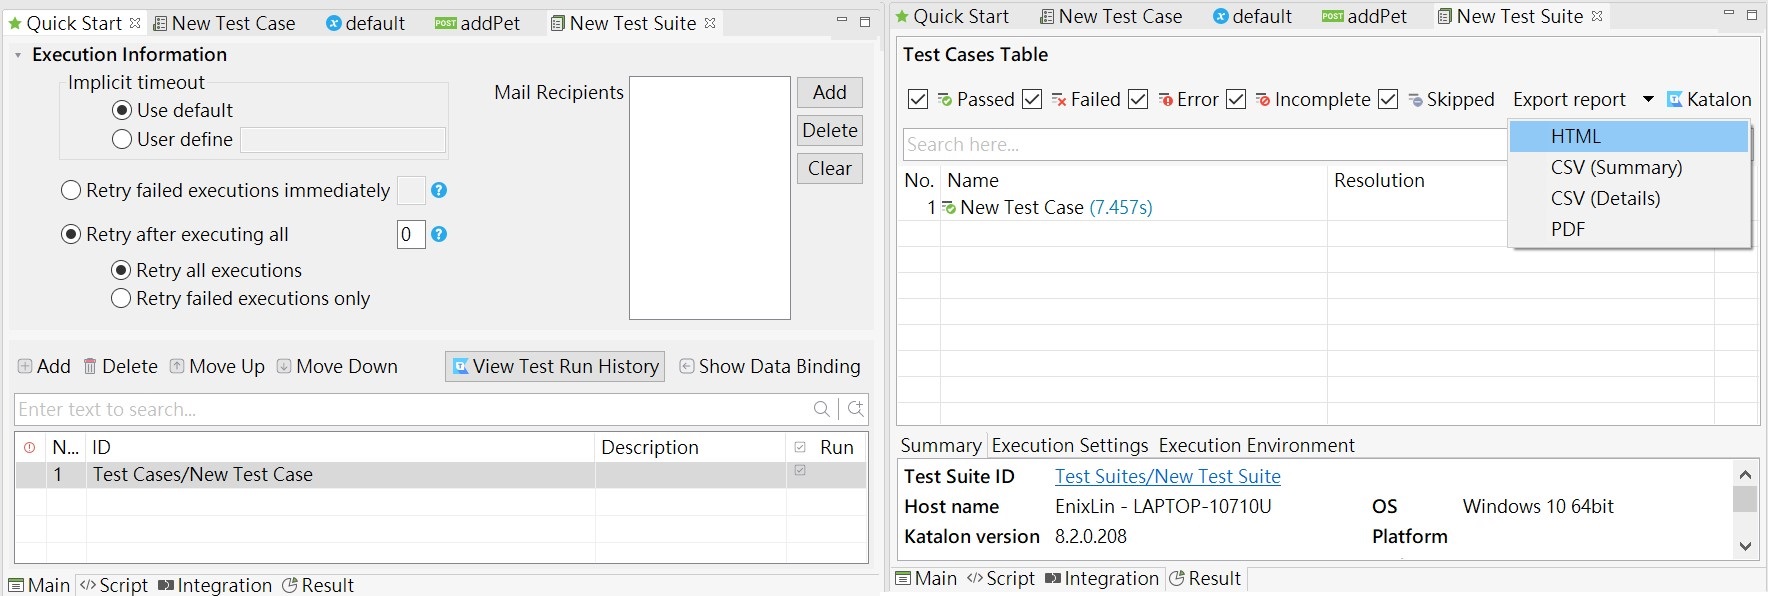 Quick Start New Test Case default POST addPet New Test Suite
Execution Information
Implicit timeout
Use default
User define
Mail Recipients
Add
Delete
Clear
Retry failed executions immediately
Retry after executing all 0
Retry all executions
Retry failed executions only
Add Delete Move Up Move Down View Test Run History Show Data Binding
Enter text to search...
N... ID Description Run
1 Test Cases/New Test Case
Main Script Integration Result
Quick Start New Test Case default POST addPet New Test Suite
Test Cases Table
Passed Failed Error Incomplete Skipped Export report Katalon
Search here...
HTML
CSV (Summary)
CSV (Details)
PDF
No. Name Resolution
1 New Test Case (7.457s)
Summary Execution Settings Execution Environment
Test Suite ID Test Suites/New Test Suite
Host name EnixLin - LAPTOP-10710U OS Windows 10 64bit
Katalon version 8.2.0.208 Platform
Main Script Integration Result